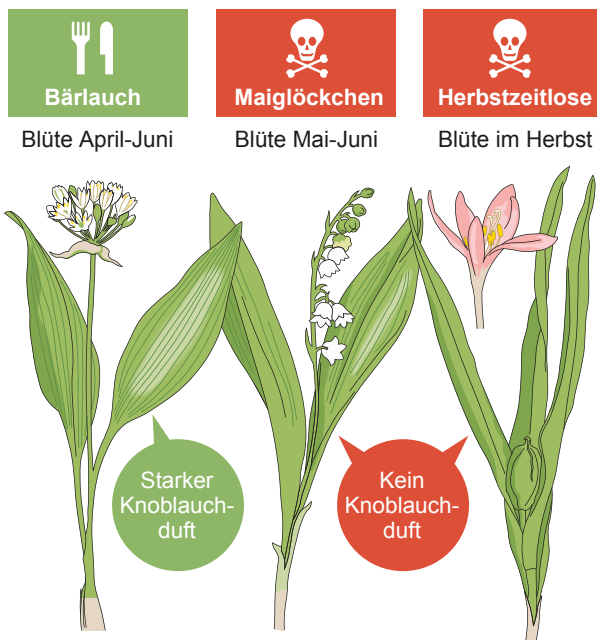 Bärlauch
Maiglöckchen
Herbstzeitlose
Blüte April-Juni
Blüte Mai-Juni
Blüte im Herbst
Starker
Knoblauch-
duft
Kein
Knoblauch-
duft